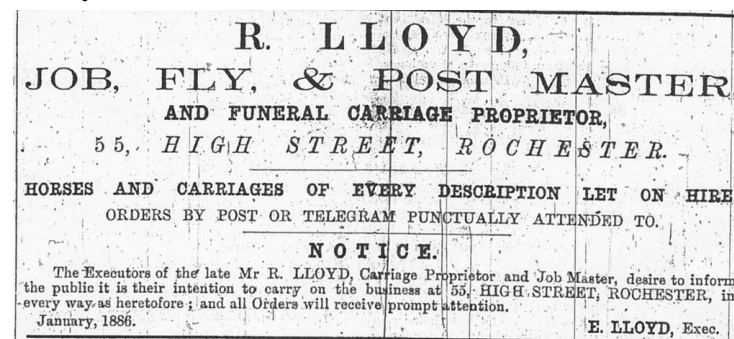 R. LLOYD,
JOB, FLY, & POST MASTER
AND FUNERAL CARRIAGE PROPRIETOR,
55, HIGH STREET, ROCHESTER.
HORSES AND CARRIAGES OF EVERY DESCRIPTION LET ON HIRE
ORDERS BY POST OR TELEGRAM PUNCTUALLY ATTENDED TO.
NOTICE.
The Executors of the late Mr R. LLOYD, Carriage Proprietor and Job Master, desire to inform
the public it is their intention to carry on the business at 55, HIGH STREET, ROCHESTER, in
every way as heretofore; and all Orders will receive prompt attention.
January, 1886.
E. LLOYD, Exec.